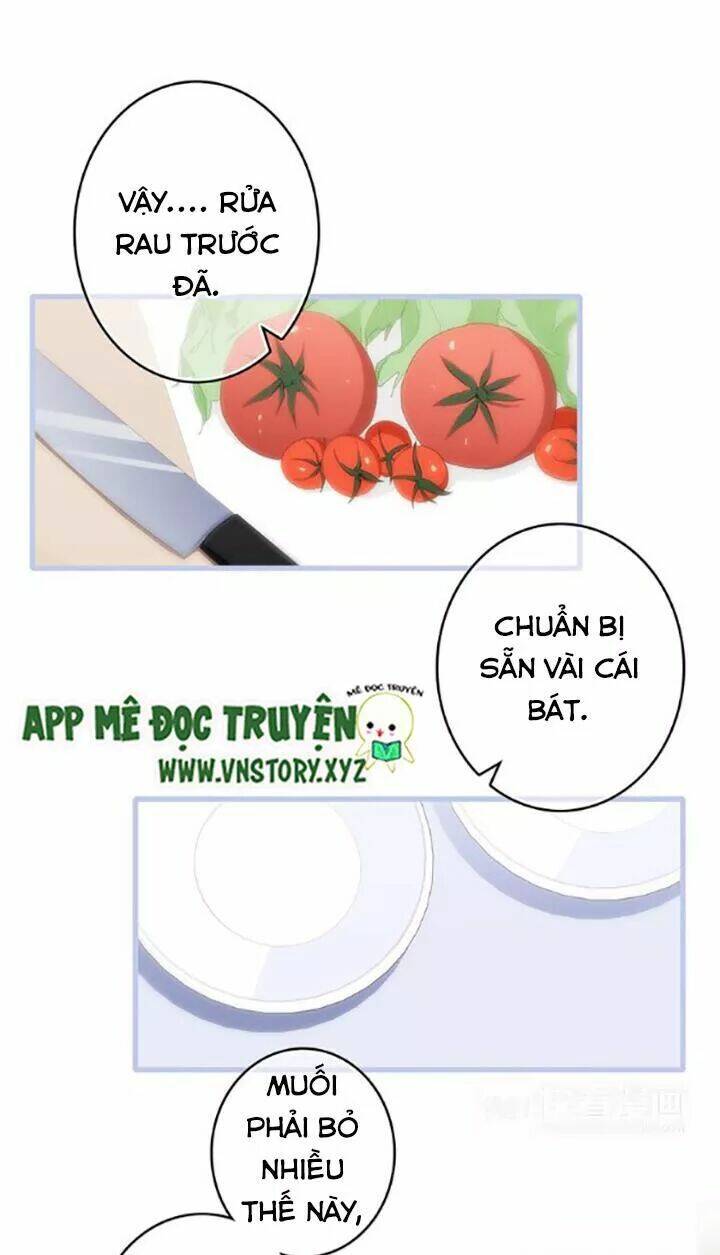 VẬY.... RỬA
RAU TRƯỚC
ĐÃ.
CHUẨN BỊ
SẴN VÀI CÁI
BÁT.
MÊ ĐỌC TRUYỆN
APP MÊ ĐỌC TRUYỆN
WWW.VNSTORY.XYZ
MUỐI
PHẢI BỎ
NHIỀU
THẾ NÀY,